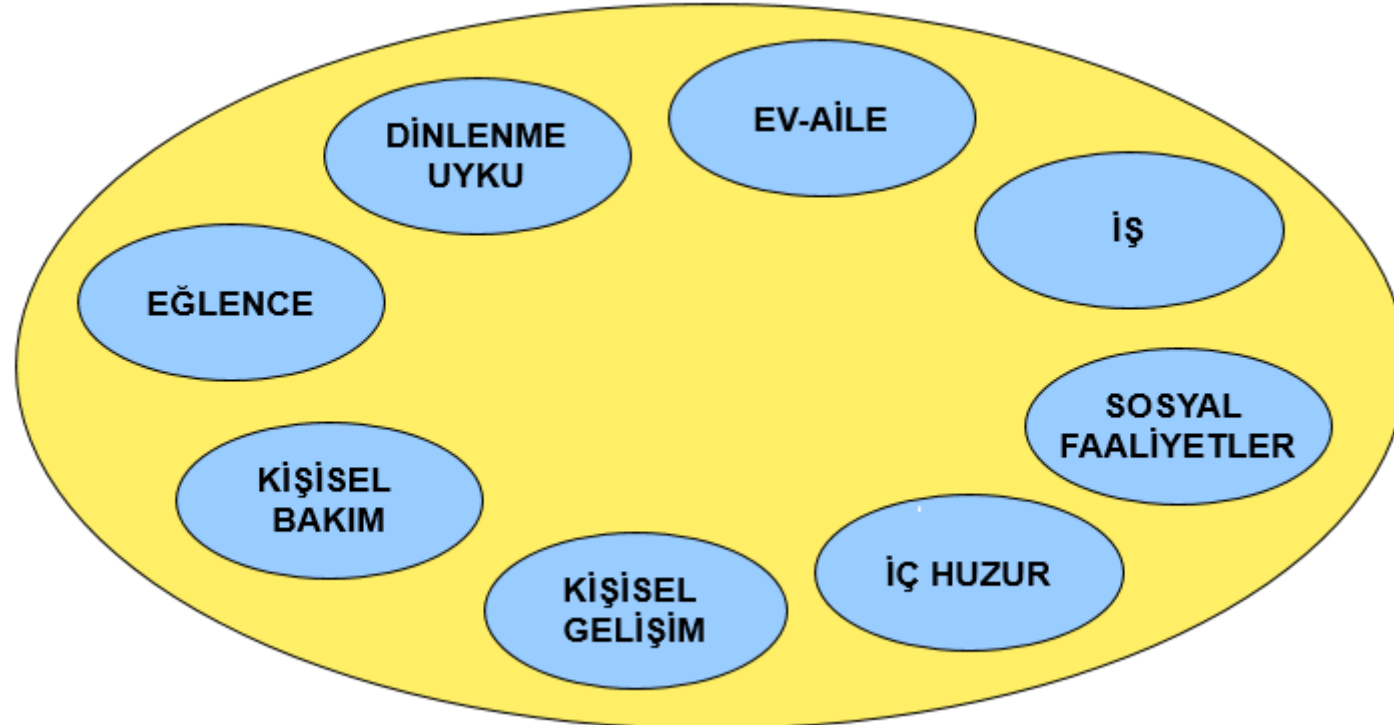 EV-AİLE
DİNLENME
UYKU
İŞ
EĞLENCE
SOSYAL
FAALİYETLER
KİŞİSEL
BAKIM
İÇ HUZUR
KİŞİSEL
GELİŞİM